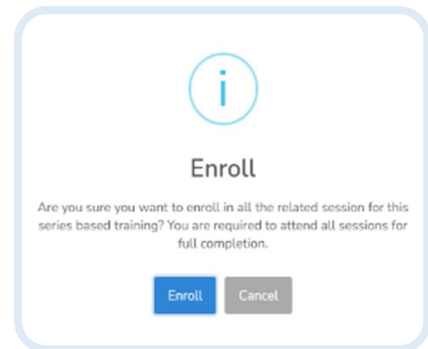 i
Enroll
Are you sure you want to enroll in all the related session for this
series based training? You are required to attend all sessions for
full completion.
Enroll Cancel